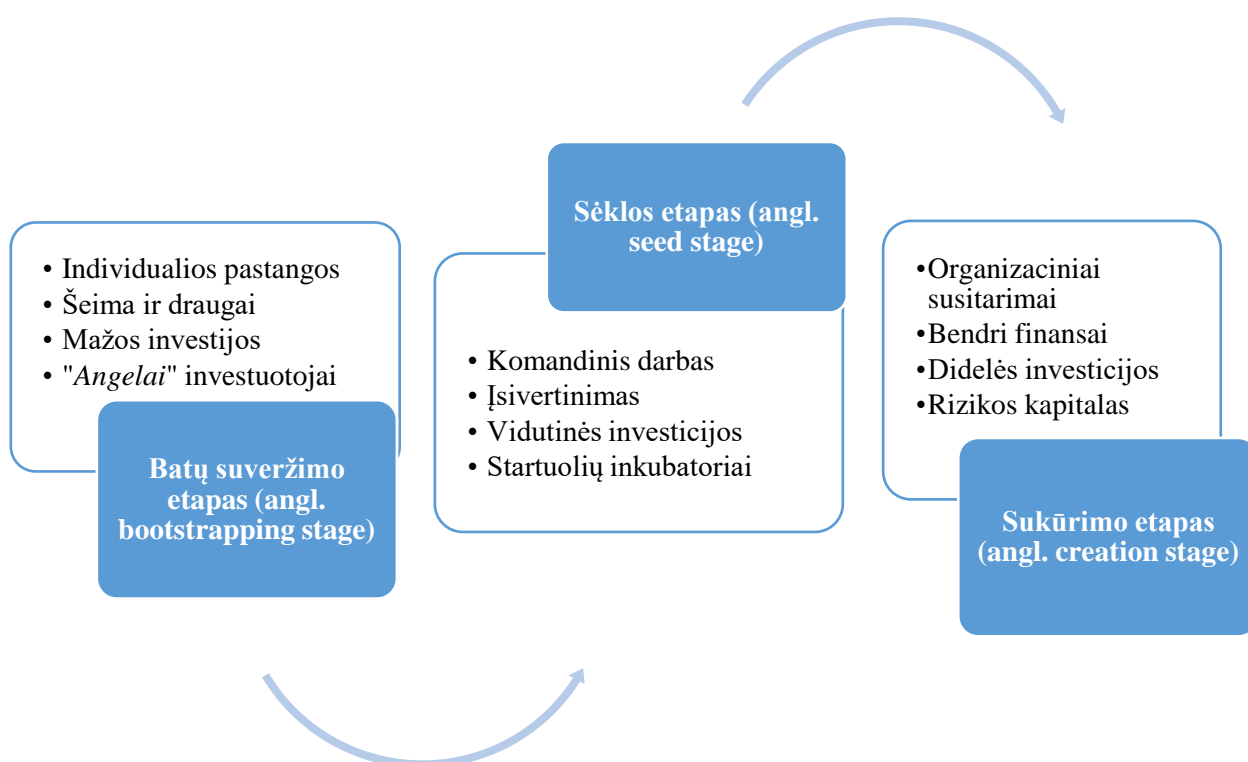 • Individualios pastangos
• Šeima ir draugai
• Mažos investijos
• "Angelai" investuotojai
Batų suveržimo
etapas (angl.
bootstrapping stage)
Sėklos etapas (angl.
seed stage)
• Komandinis darbas
• Įsivertinimas
• Vidutinės investicijos
• Startuolių inkubatoriai
•Organizaciniai
susitarimai
•Bendri finansai
•Didelės investicijos
•Rizikos kapitalas
Sukūrimo etapas
(angl. creation stage)